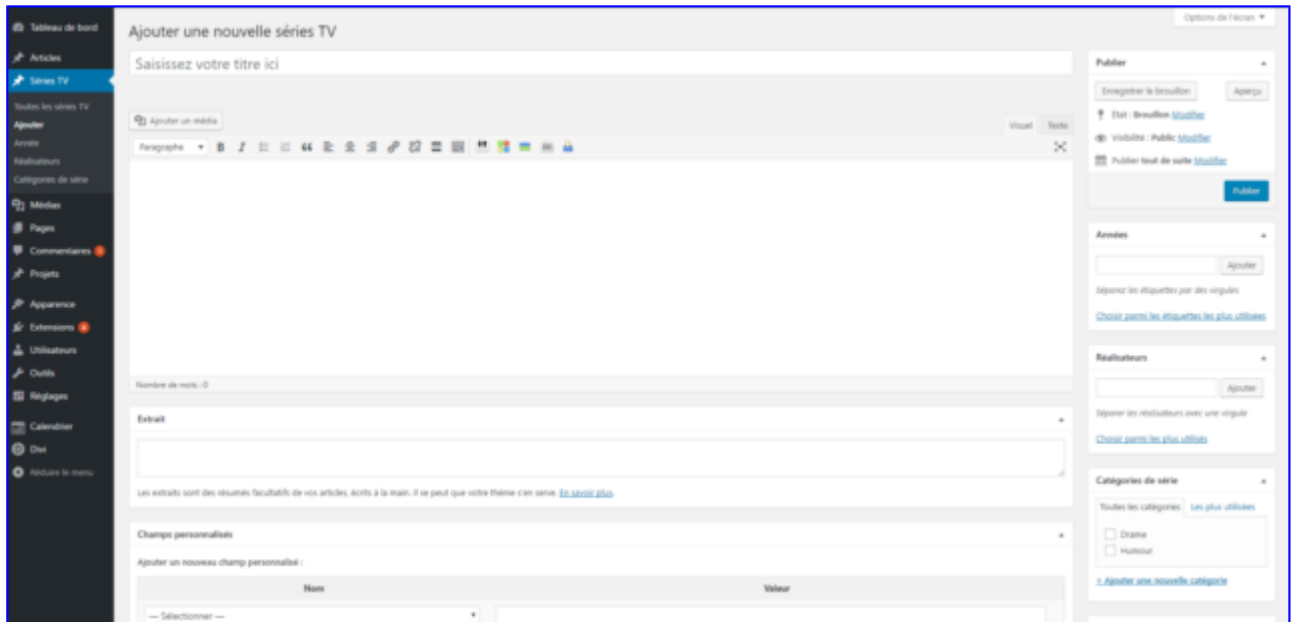 Tableau de bord
Articles
Séries TV
Toutes les séries TV
Ajouter
Année
Réalisateurs
Catégories de série
Médias
Pages
Commentaires
Projets
Apparence
Extensions
Utilisateurs
Outils
Réglages
Calendrier
Divi
Réduire le menu
Options de l'écran ▼
Ajouter une nouvelle séries TV
Saisissez votre titre ici
Ajouter un média
Visuel Texte
Paragraphe
Nombre de mots : 0
Extrait
Les extraits sont des résumés facultatifs de vos articles, écrits à la main. Il se peut que votre thème s'en serve. En savoir plus.
Champs personnalisés
Ajouter un nouveau champ personnalisé :
Nom Valeur
— Sélectionner —
Publier
Enregistrer le brouillon Aperçu
État : Brouillon Modifier
Visibilité : Public Modifier
Publier tout de suite Modifier
Publier
Années
Ajouter
Séparez les étiquettes par des virgules
Choisir parmi les étiquettes les plus utilisées
Réalisateurs
Ajouter
Séparer les réalisateurs avec une virgule
Choisir parmi les plus utilisés
Catégories de série
Toutes les catégories Les plus utilisées
Drame
Humour
+ Ajouter une nouvelle catégorie